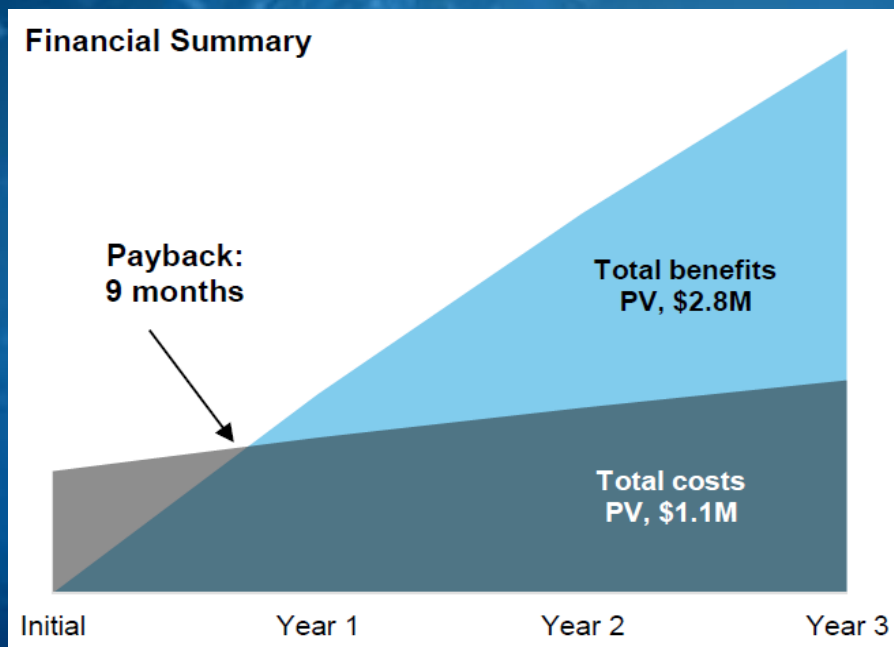 Financial Summary
Payback:
9 months
Total benefits
PV, $2.8M
Total costs
PV, $1.1M
Initial
Year 1
Year 2
Year 3